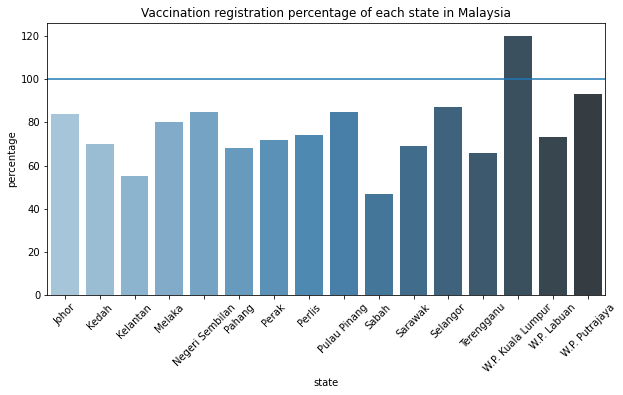 Vaccination registration percentage of each state in Malaysia
percentage
120
100
80
60
40
20
0
Johor
Kedah
Kelantan
Melaka
Negeri Sembilan
Pahang
Perak
Perlis
Pulau Pinang
Sabah
Sarawak
Selangor
Terengganu
W.P. Kuala Lumpur
W.P. Labuan
W.P. Putrajaya
state